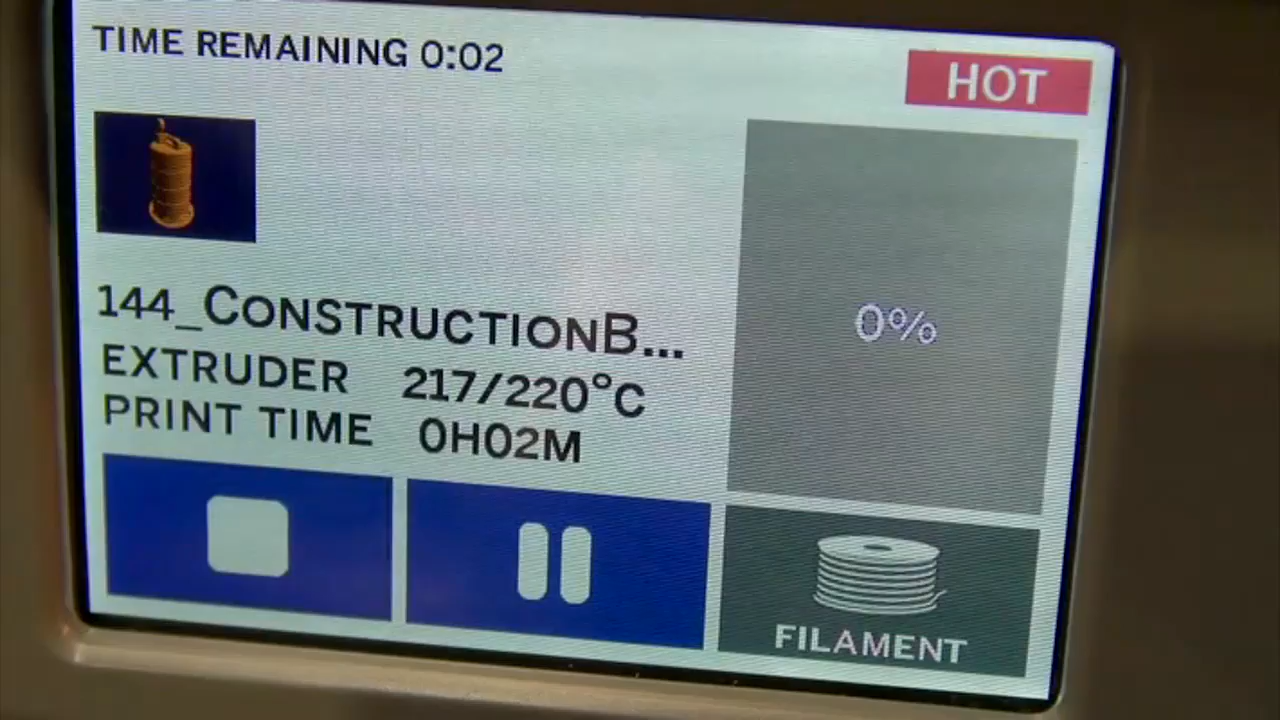 TIME REMAINING 0:02
HOT
144_CONSTRUCTIONB...
EXTRUDER 217/220°C
PRINT TIME 0H02M
0%
FILAMENT